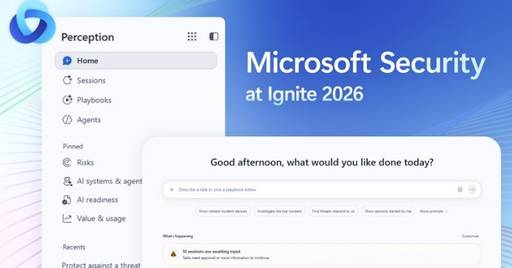 Perception
Home
Sessions
Playbooks
Agents
Pinned
Risks
AI systems & agent
AI readiness
Value & usage
Recents
Protect against a threat
Microsoft Security
at Ignite 2026
Good afternoon, what would you like done today?
Describe a task or pick a playbook below
Show riskiest incident devices
Investigate the top incident
Find threats relevant to us
Show sessions started by me
More prompts
What's happening
Customize
10 sessions are awaiting input
Tasks need approval or more information to continue